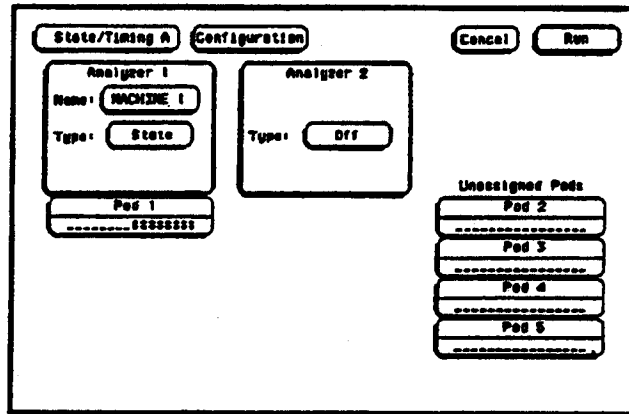 State/Timing A Configuration Cancel Run
Analyzer 1 Analyzer 2
Name: MACHINE 1
Type: State Type: Off
Unassigned Pods
Pod 1 Pod 2
Pod 3
Pod 4
Pod 5